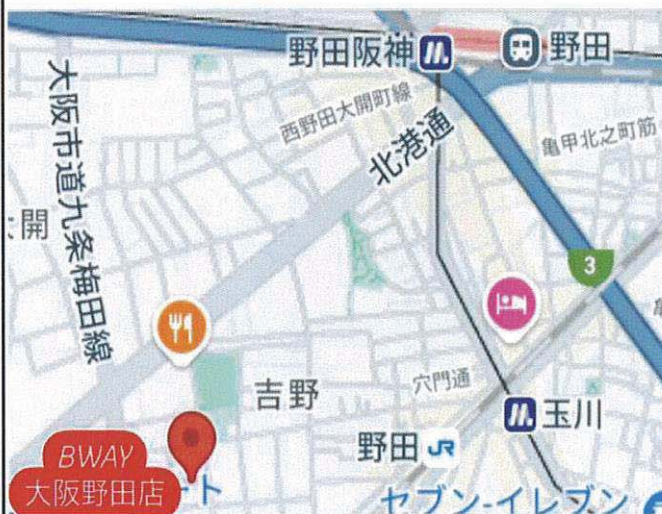 野田阪神
野田
西野田大開町線
大阪市道九条梅田線
北港通
亀甲北之町筋
開
3
吉野
穴門通
玉川
野田 JR
BWAY
大阪野田店
ト
セブン-イレブン